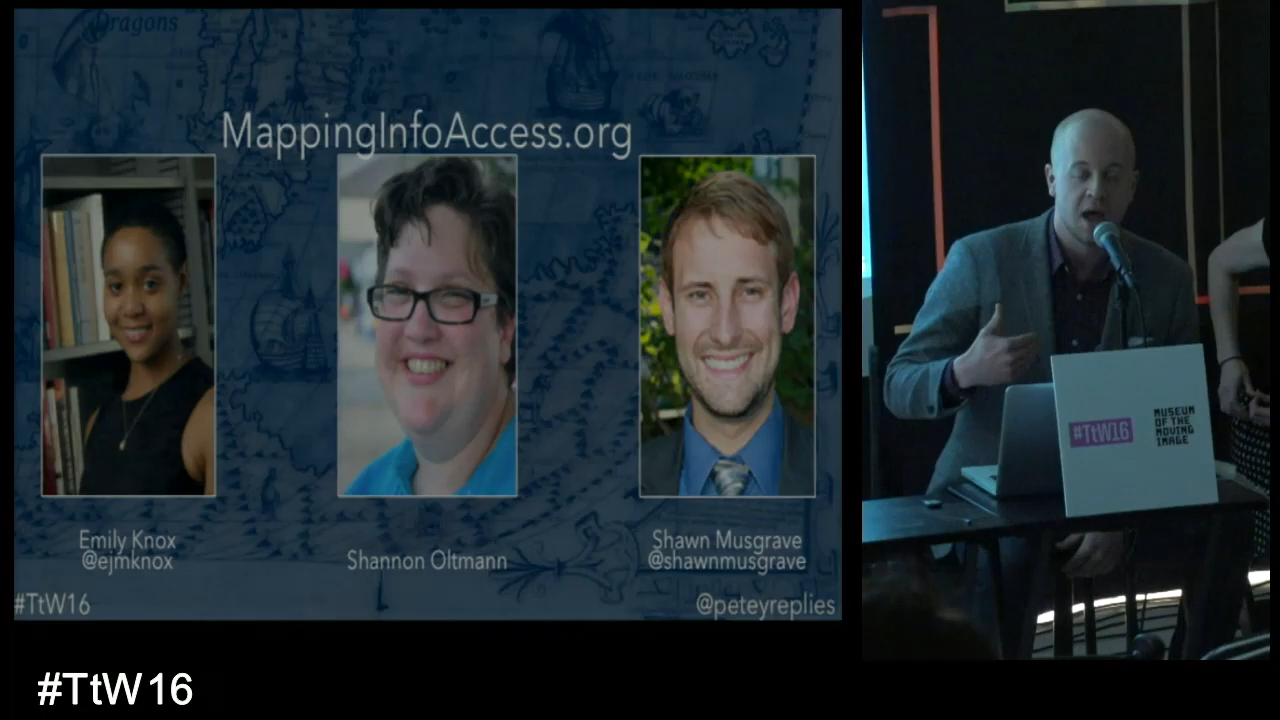 Dragons
MappingInfoAccess.org
Emily Knox
@ejmknox
Shannon Oltmann
Shawn Musgrave
@shawnmusgrave
#TtW16
@peteyreplies
#TtW16
#TtW16
MUSEUM
OF THE
MOVING
IMAGE